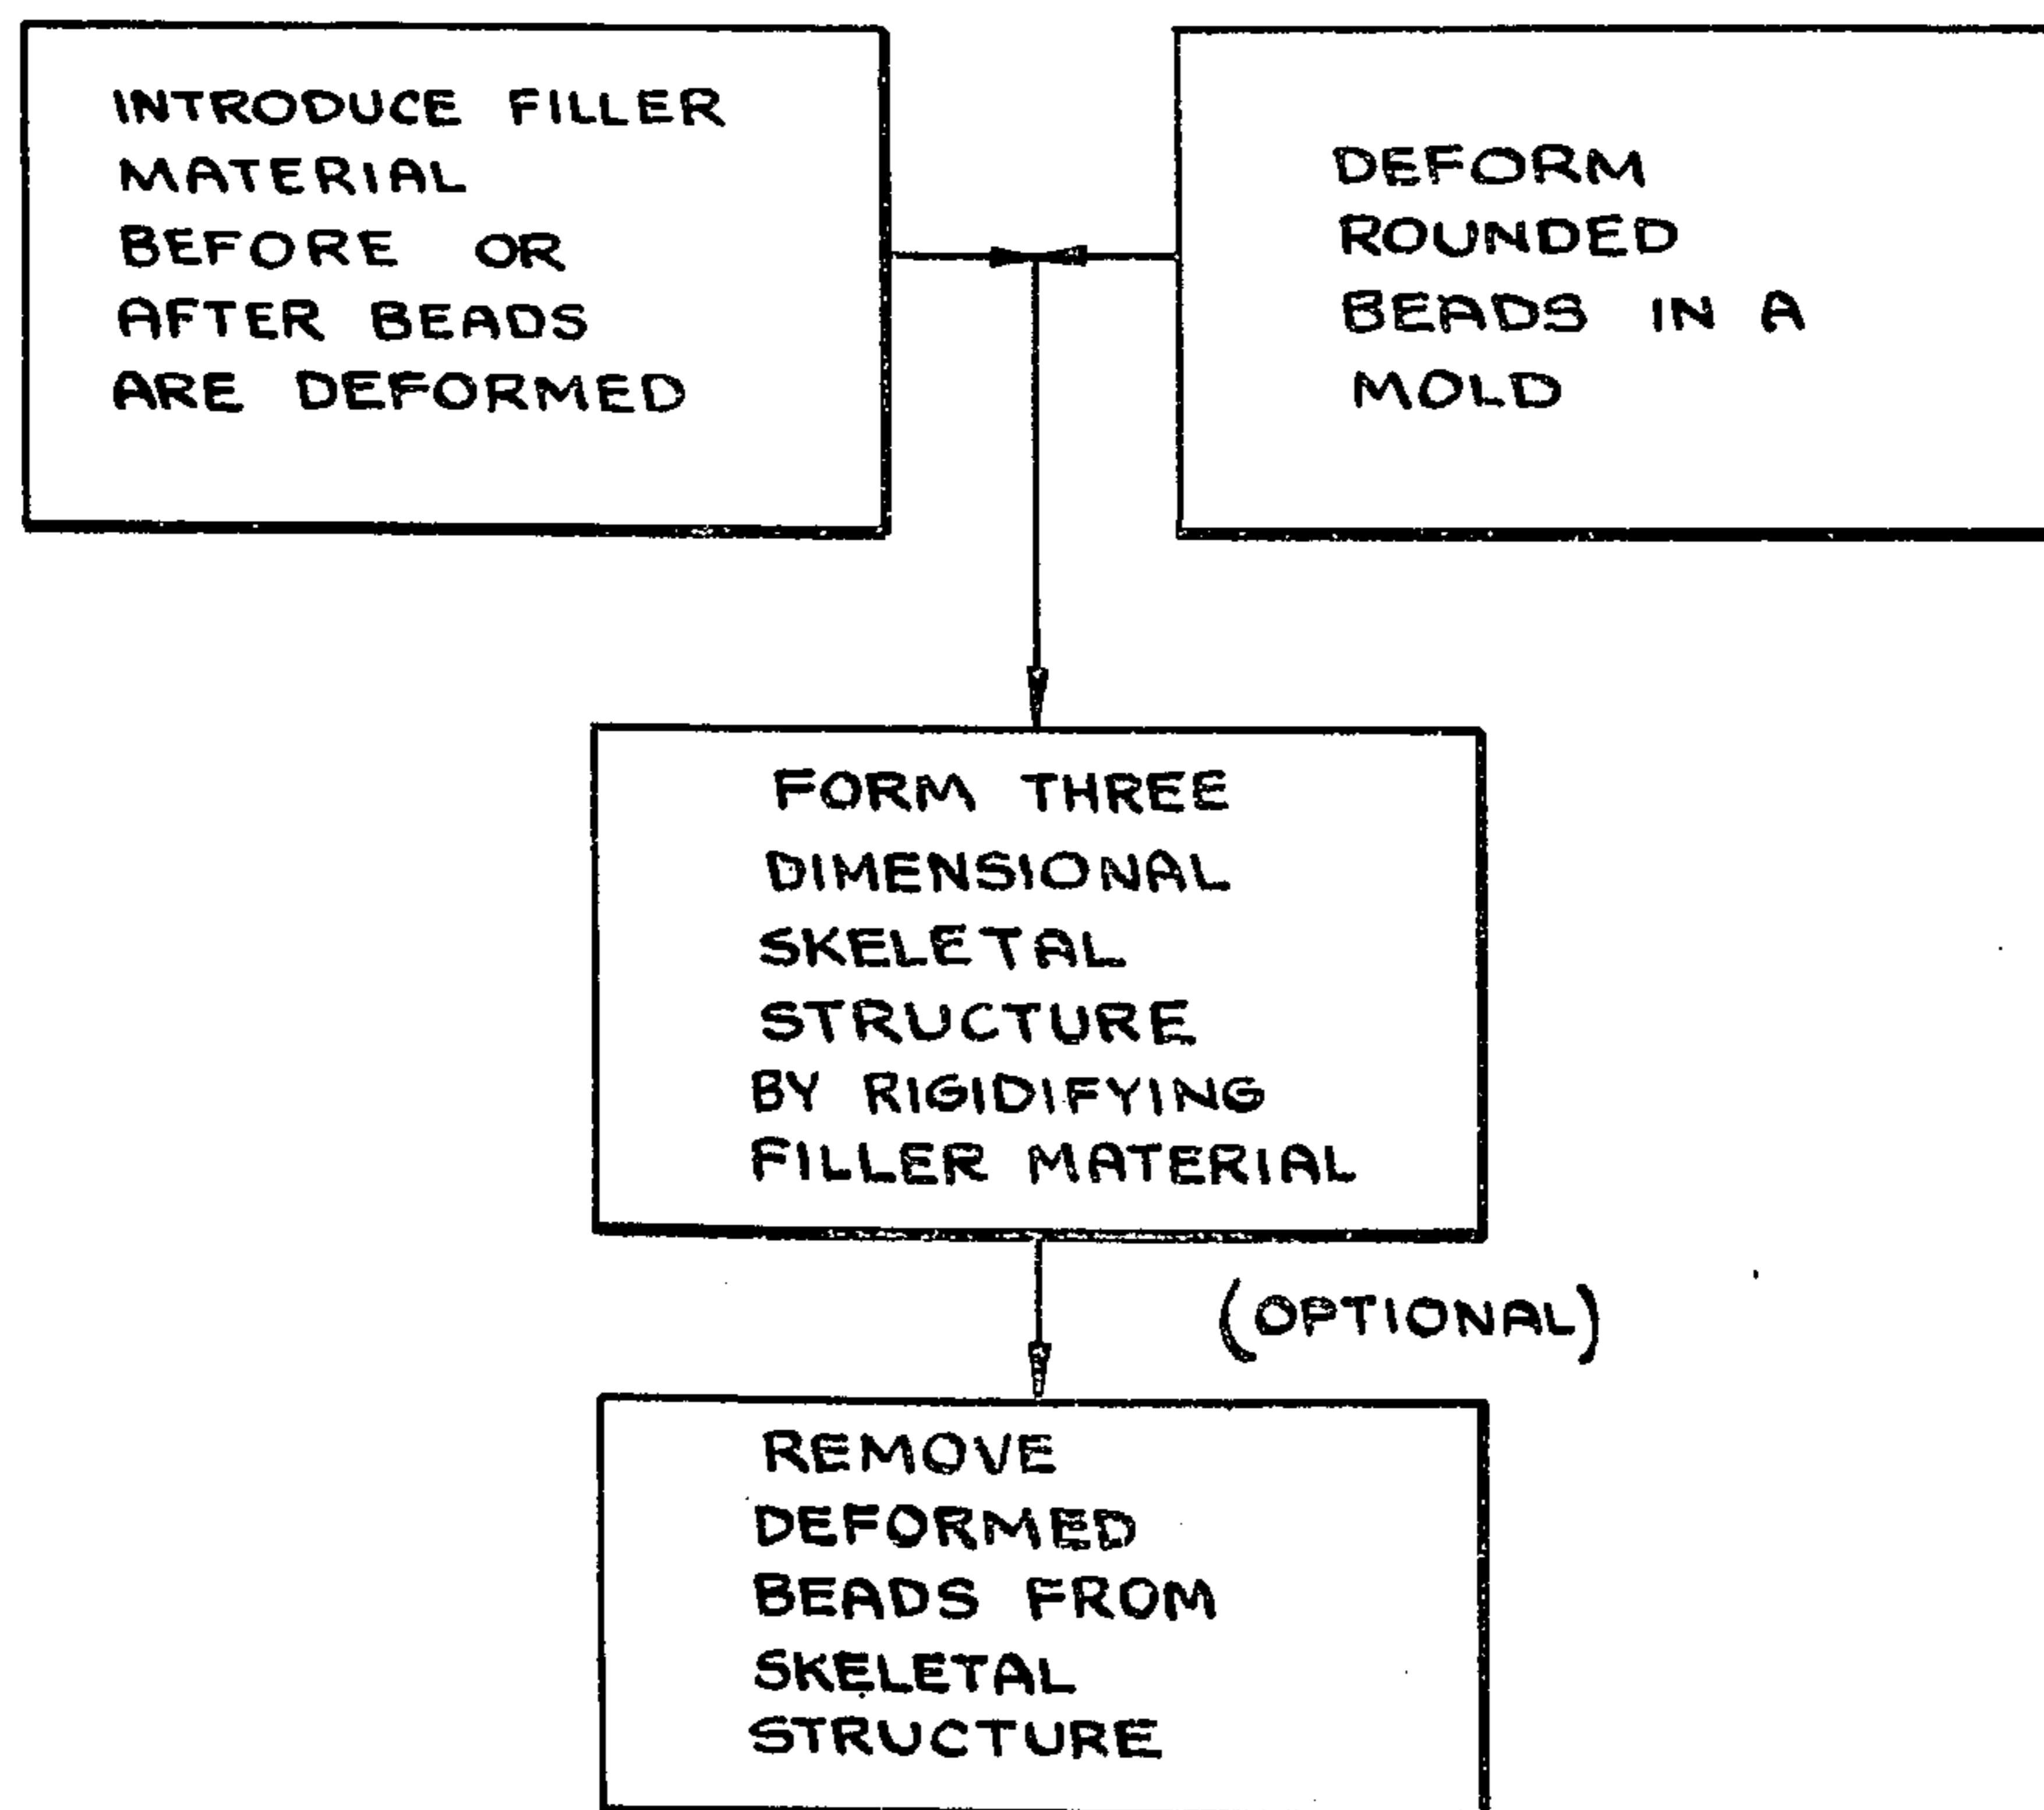 INTRODUCE FILLER
MATERIAL
BEFORE OR
AFTER BEADS
ARE DEFORMED
DEFORM
ROUNDED
BEADS IN A
MOLD
FORM THREE
DIMENSIONAL
SKELETAL
STRUCTURE
BY RIGIDIFYING
FILLER MATERIAL
(OPTIONAL)
REMOVE
DEFORMED
BEADS FROM
SKELETAL
STRUCTURE